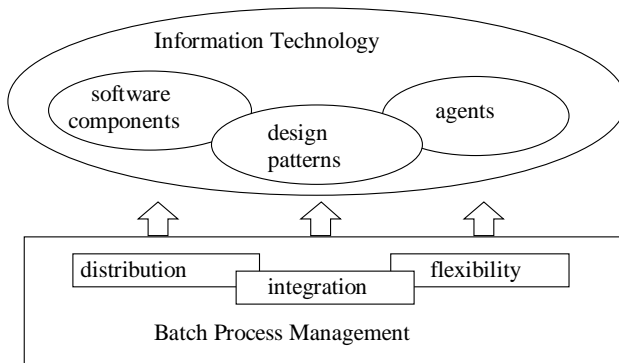 Information Technology
software
components
design
patterns
agents
distribution
integration
flexibility
Batch Process Management